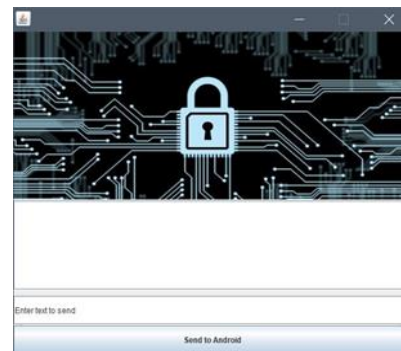 Enter text to send
Send to Android